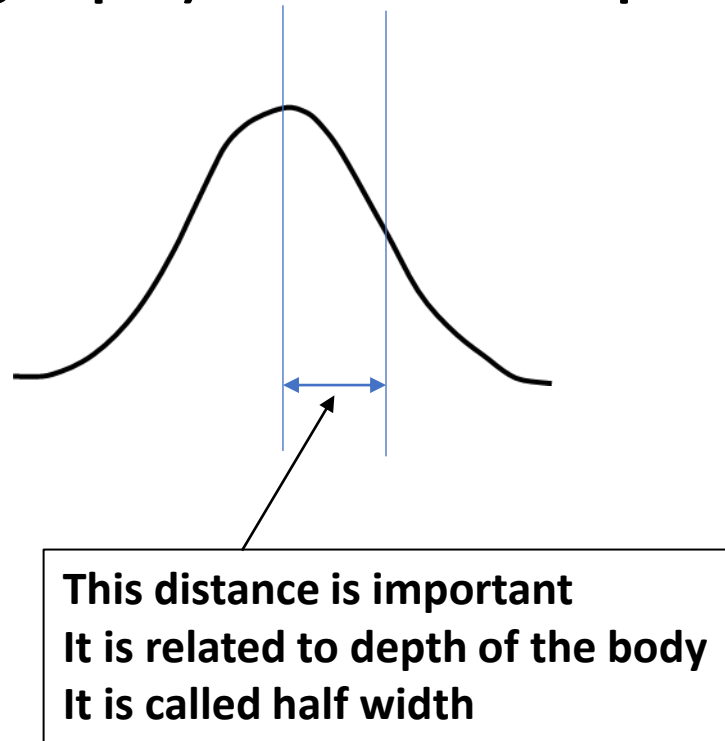 This distance is important
It is related to depth of the body
It is called half width